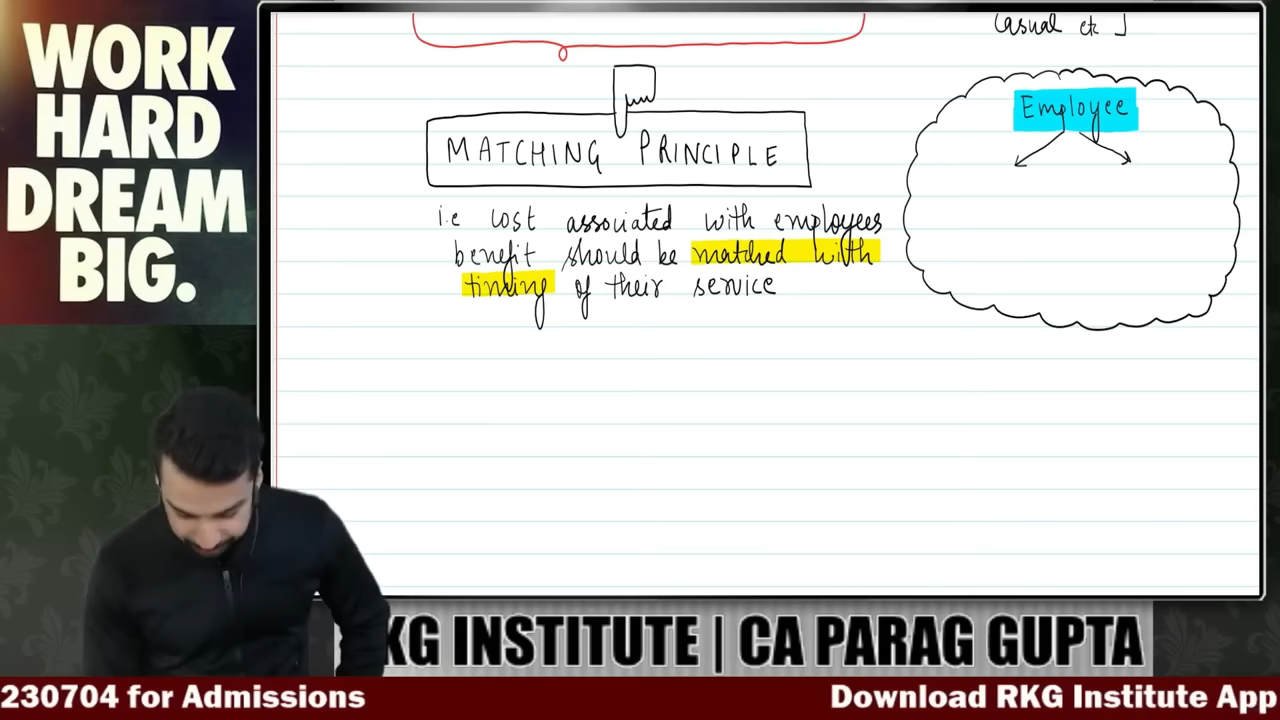 WORK
HARD
DREAM
BIG.
Casual etc ]
Employee
MATCHING PRINCIPLE
i.e cost associated with employees
benefit should be matched with
timing of their service
KG INSTITUTE | CA PARAG GUPTA
230704 for Admissions
Download RKG Institute App